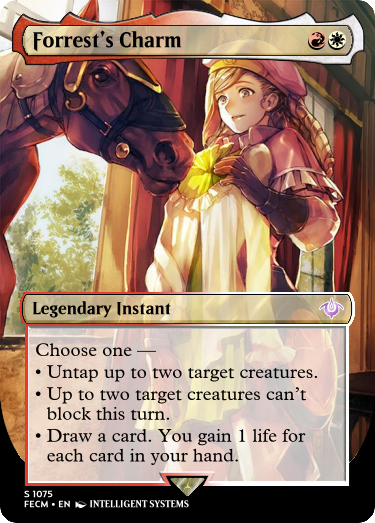 Forrest's Charm
Legendary Instant
Choose one —
• Untap up to two target creatures.
• Up to two target creatures can't
block this turn.
• Draw a card. You gain 1 life for
each card in your hand.
S 1075
FECM • EN INTELLIGENT SYSTEMS